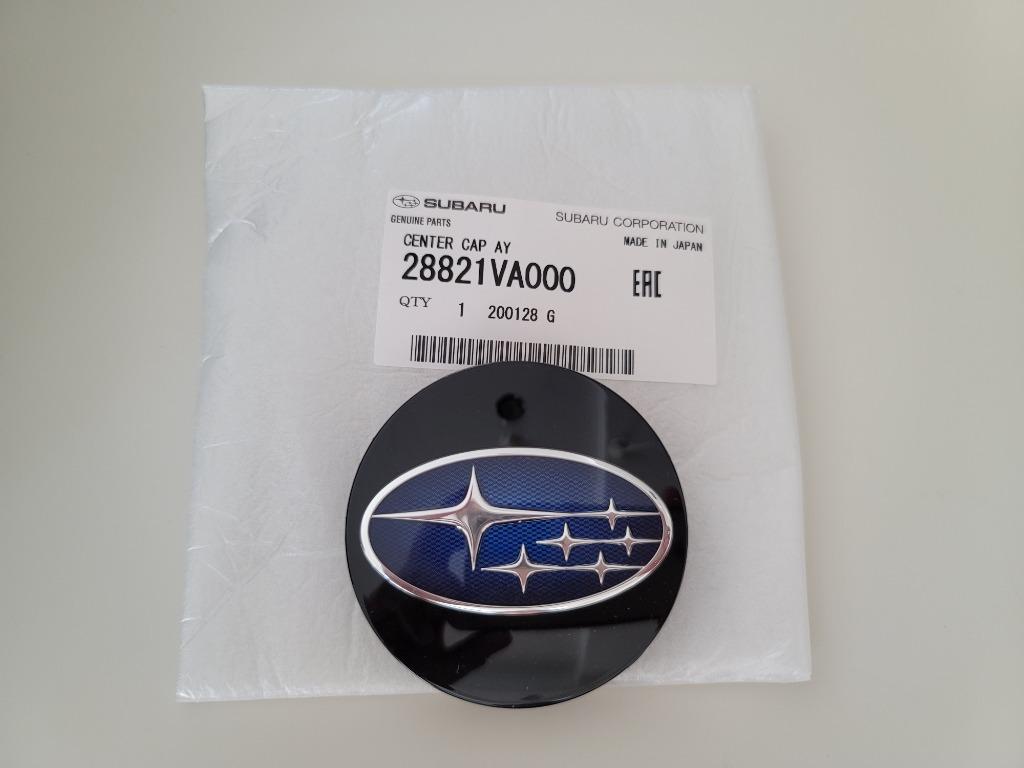 SUBARU
SUBARU CORPORATION
GENUINE PARTS
MADE IN JAPAN
CENTER CAP AY
28821VA000
EAC
QTY 1 200128 G